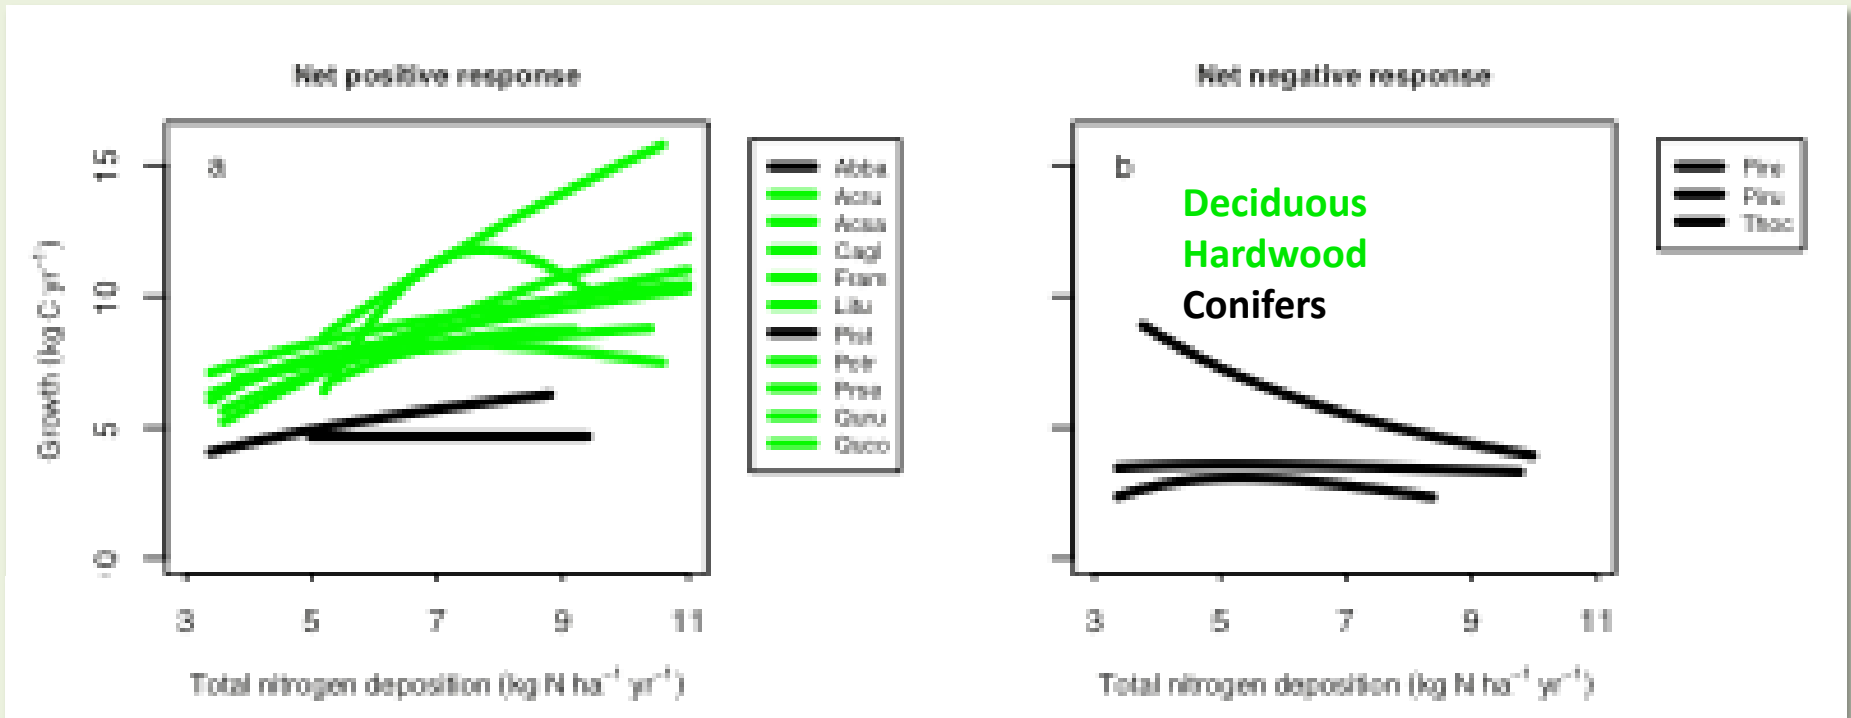 Net positive response
a
15
10
5
0
Growth (kg C yr⁻¹)
3 5 7 9 11
Total nitrogen deposition (kg N ha⁻¹ yr⁻¹)
Abba
Acru
Acsa
Cagl
Fram
Litu
Pist
Potr
Prse
Quru
Quco
Net negative response
b
Deciduous
Hardwood
Conifers
3 5 7 9 11
Total nitrogen deposition (kg N ha⁻¹ yr⁻¹)
Pire
Piru
Thoc